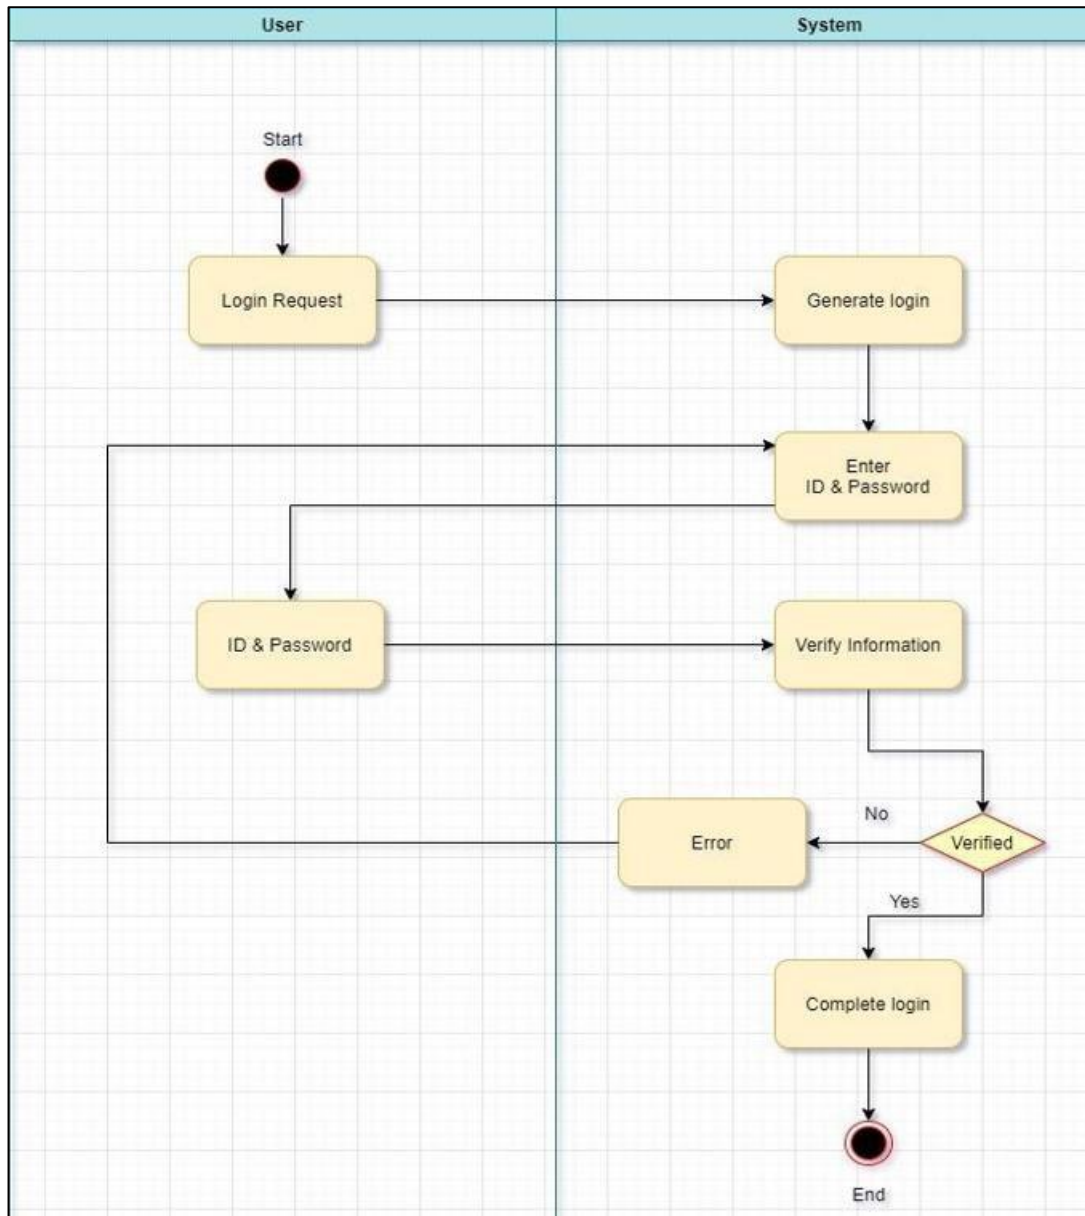 User
System
Start
Login Request
Generate login
Enter
ID & Password
ID & Password
Verify Information
No
Error
Verified
Yes
Complete login
End